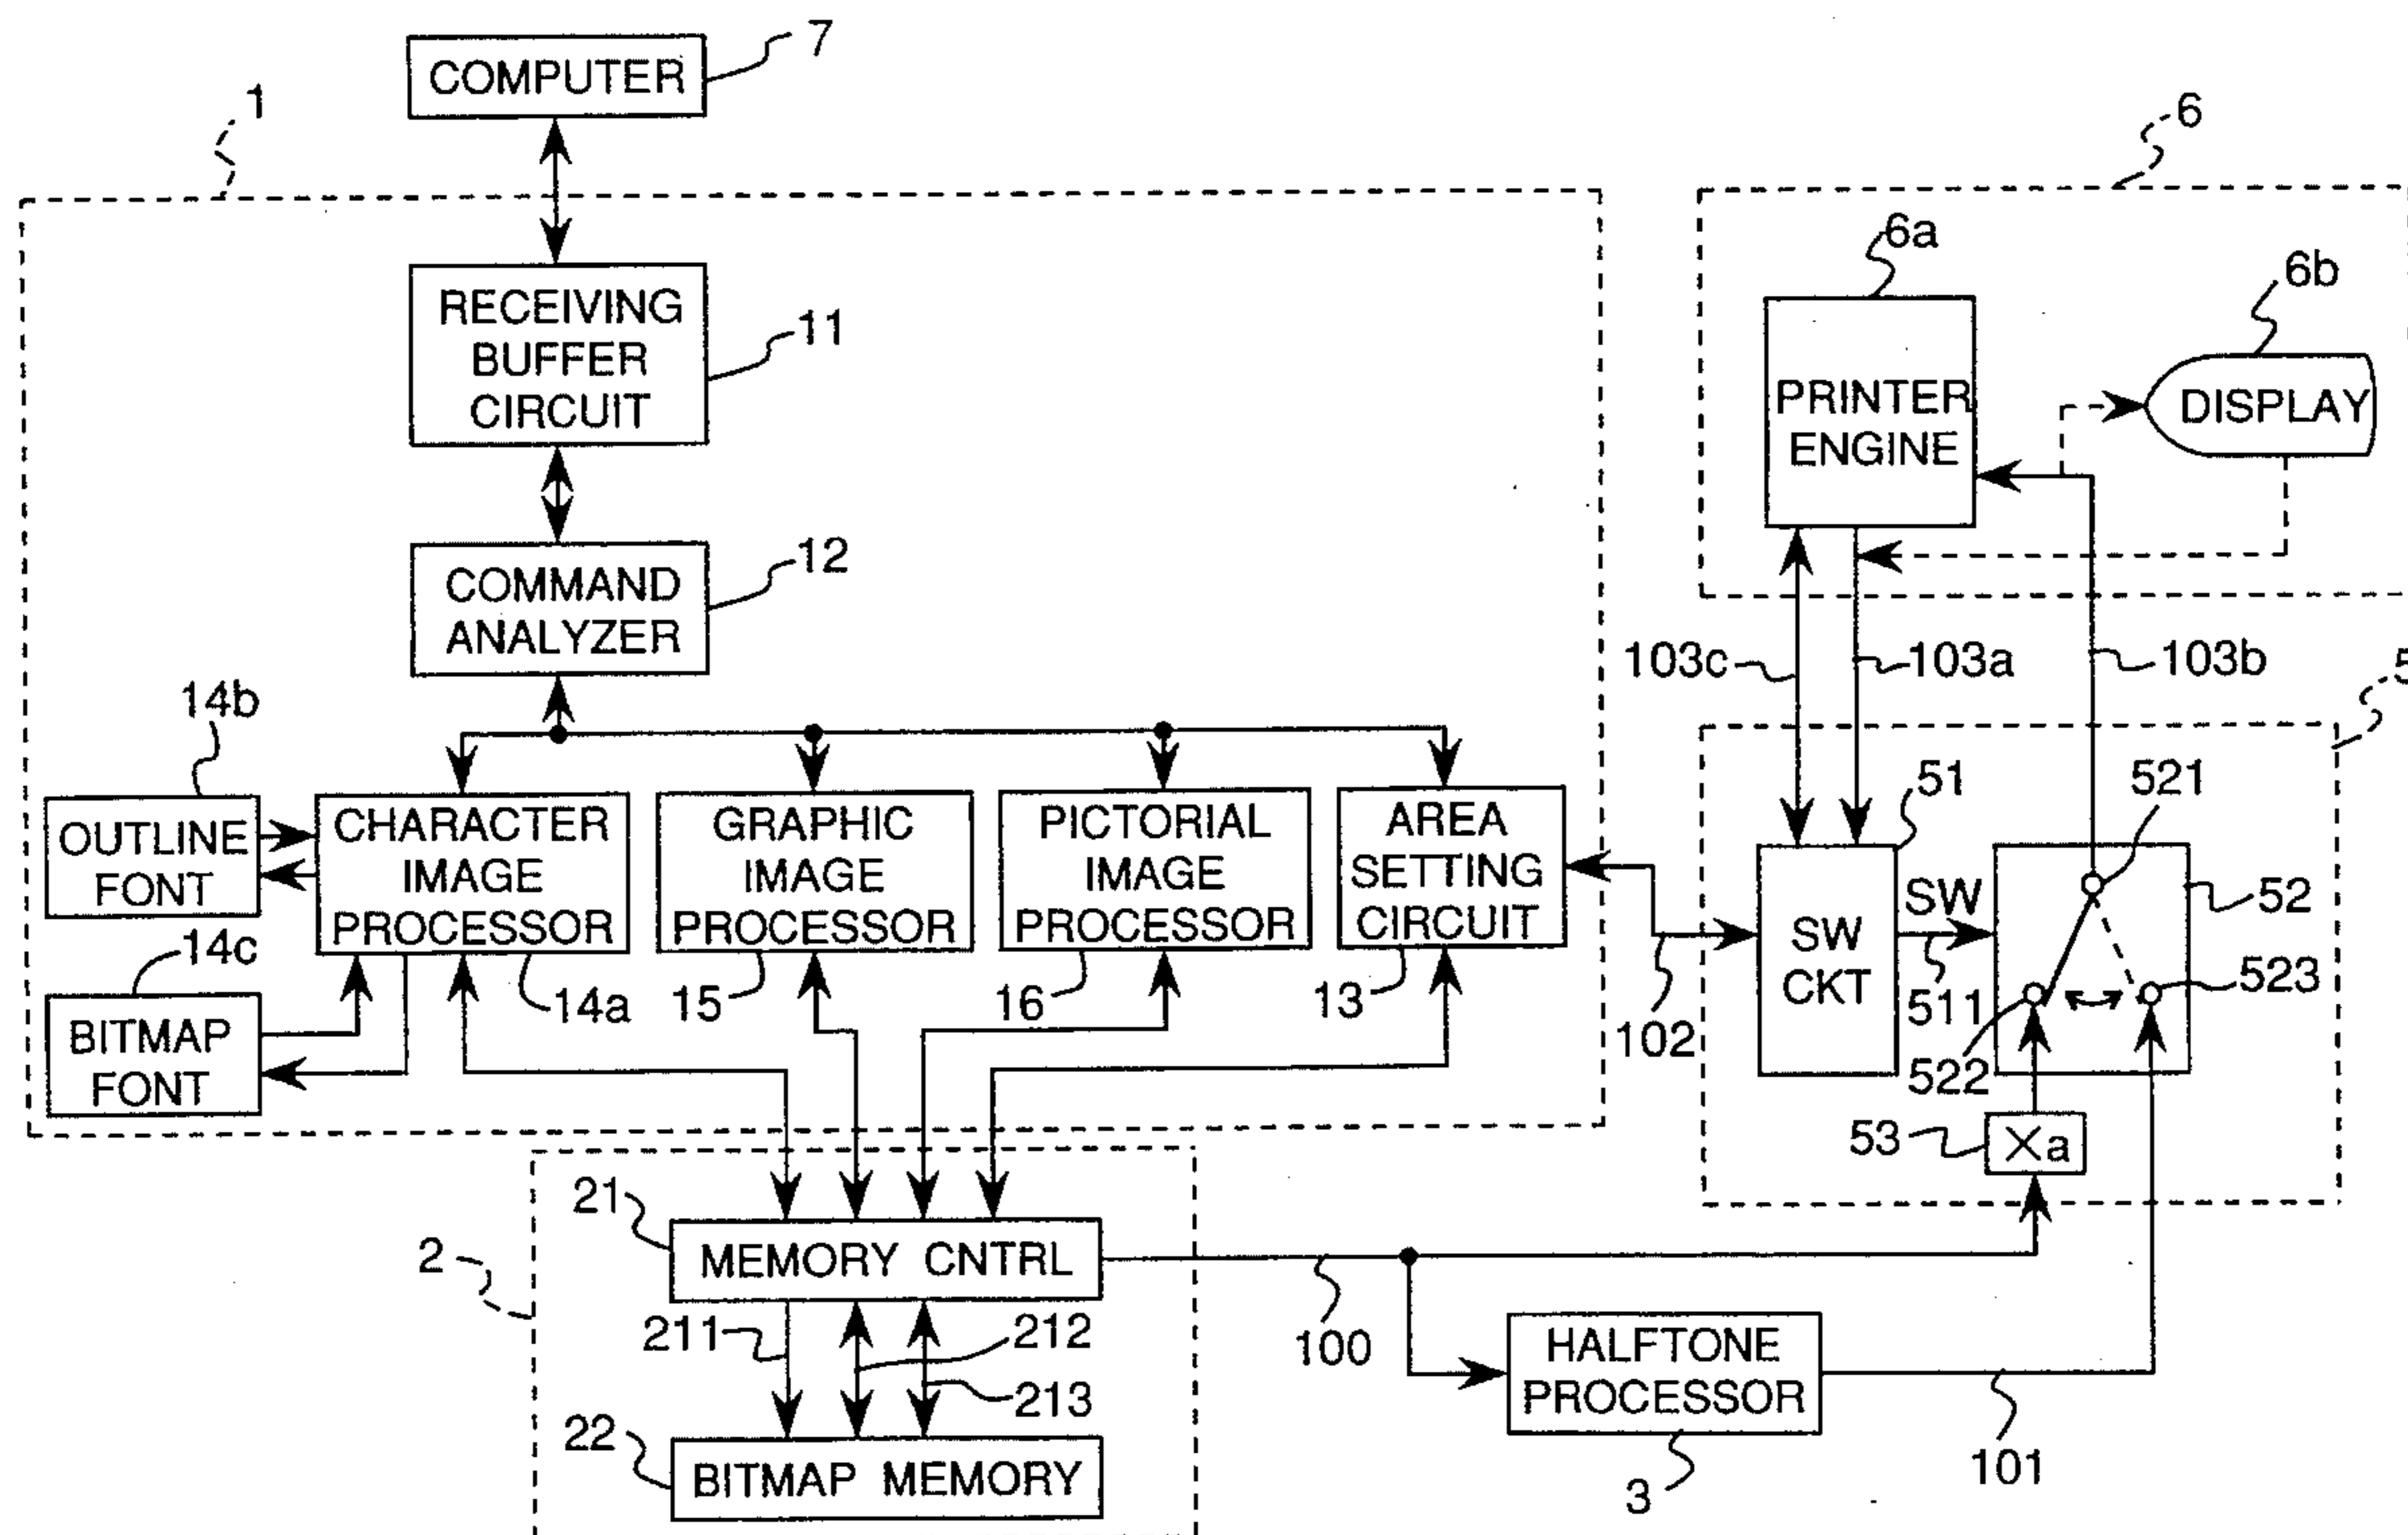 7
COMPUTER
1
6
6a
6b
RECEIVING
BUFFER
CIRCUIT
11
PRINTER
ENGINE
DISPLAY
COMMAND
ANALYZER
12
103c
103a
103b
5
14b
OUTLINE
FONT
CHARACTER
IMAGE
PROCESSOR
GRAPHIC
IMAGE
PROCESSOR
PICTORIAL
IMAGE
PROCESSOR
AREA
SETTING
CIRCUIT
51
521
SW
52
SW
CKT
14c
BITMAP
FONT
14a
15
16
13
102
511
522
523
53
Xa
21
2
MEMORY CNTRL
211
212
213
100
HALFTONE
PROCESSOR
22
BITMAP MEMORY
3
101